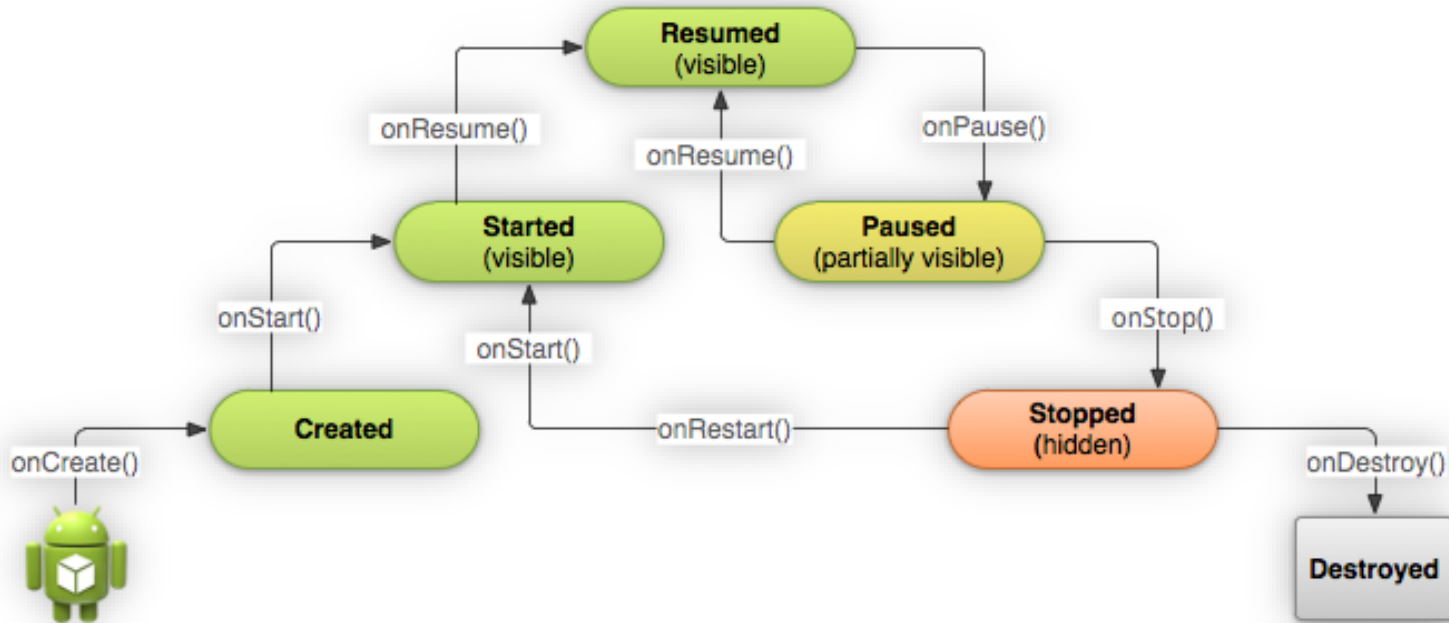 Resumed
(visible)
onResume()
onPause()
onResume()
Started
(visible)
Paused
(partially visible)
onStart()
onStop()
onStart()
Created
onRestart()
Stopped
(hidden)
onCreate()
onDestroy()
Destroyed